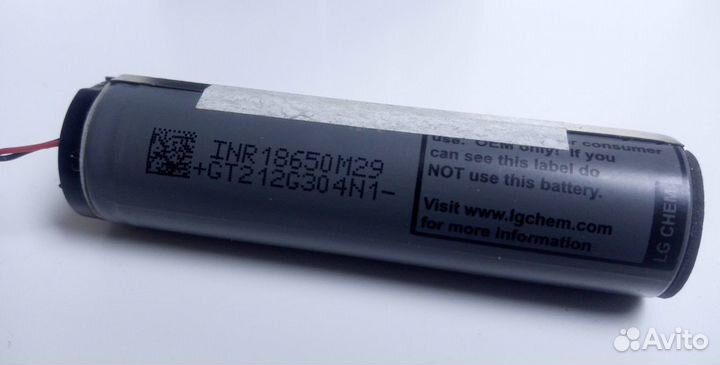 INR18650M29
+GT212G304N1-
use. OEM only! If you
can see this label do
NOT use this battery.
Visit www.lgchem.com
for more information
consumer
LG CHEM
Avito